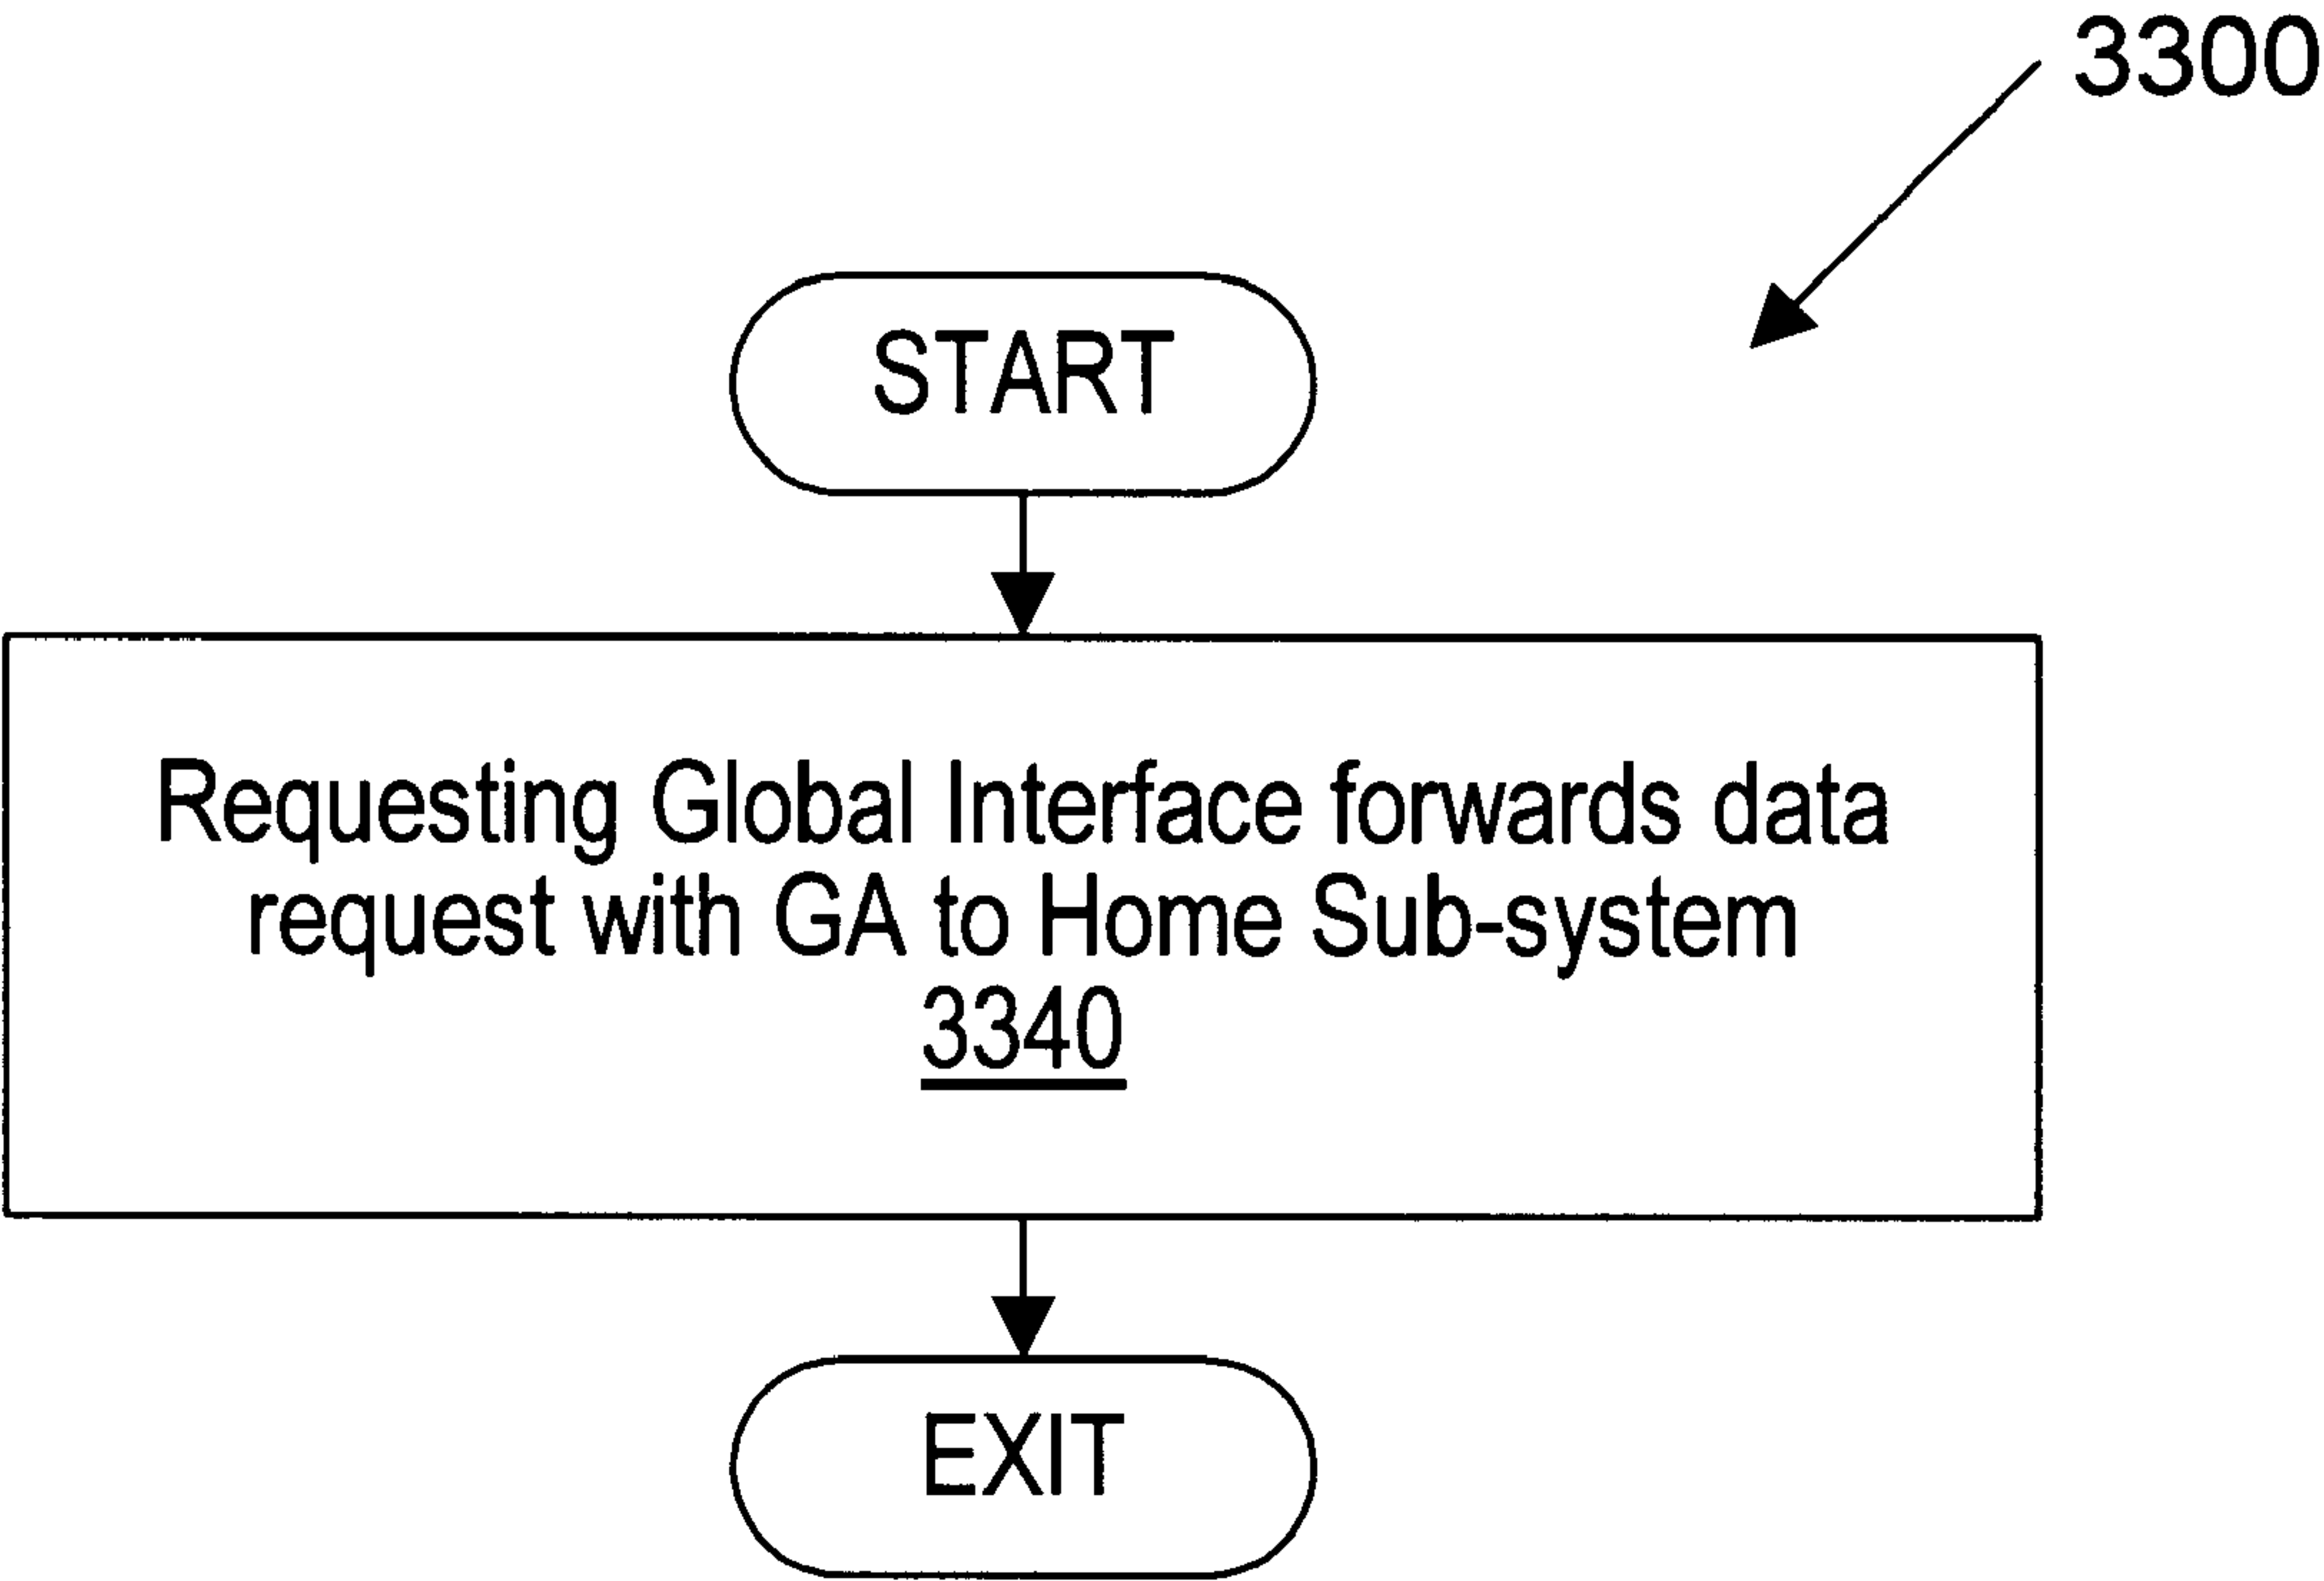 3300
START
Requesting Global Interface forwards data
request with GA to Home Sub-system
3340
EXIT